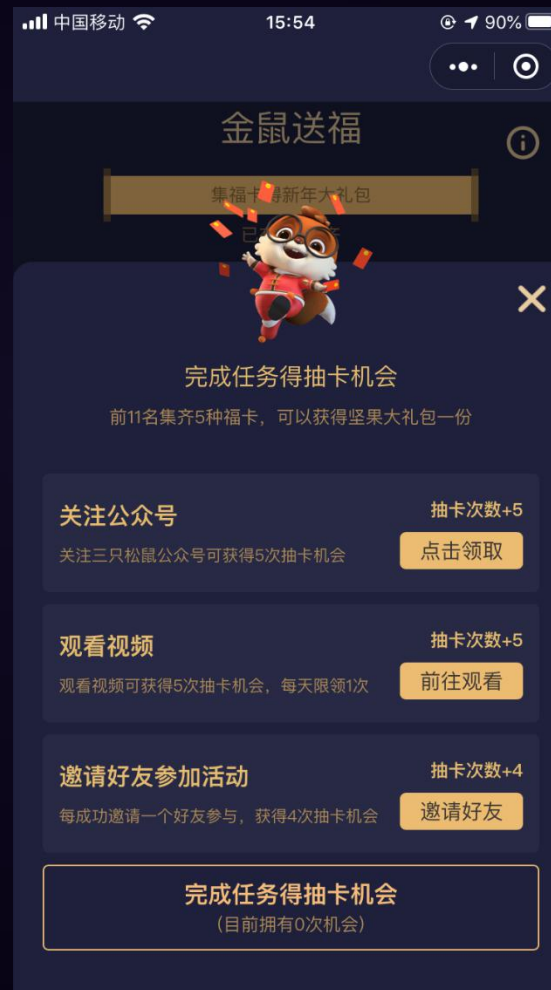 中国移动
15:54
90%
金鼠送福
集福卡得新年大礼包
完成任务得抽卡机会
前11名集齐5种福卡，可以获得坚果大礼包一份
关注公众号
抽卡次数+5
关注三只松鼠公众号可获得5次抽卡机会
点击领取
观看视频
抽卡次数+5
观看视频可获得5次抽卡机会，每天限领1次
前往观看
邀请好友参加活动
抽卡次数+4
每成功邀请一个好友参与，获得4次抽卡机会
邀请好友
完成任务得抽卡机会
(目前拥有0次机会)